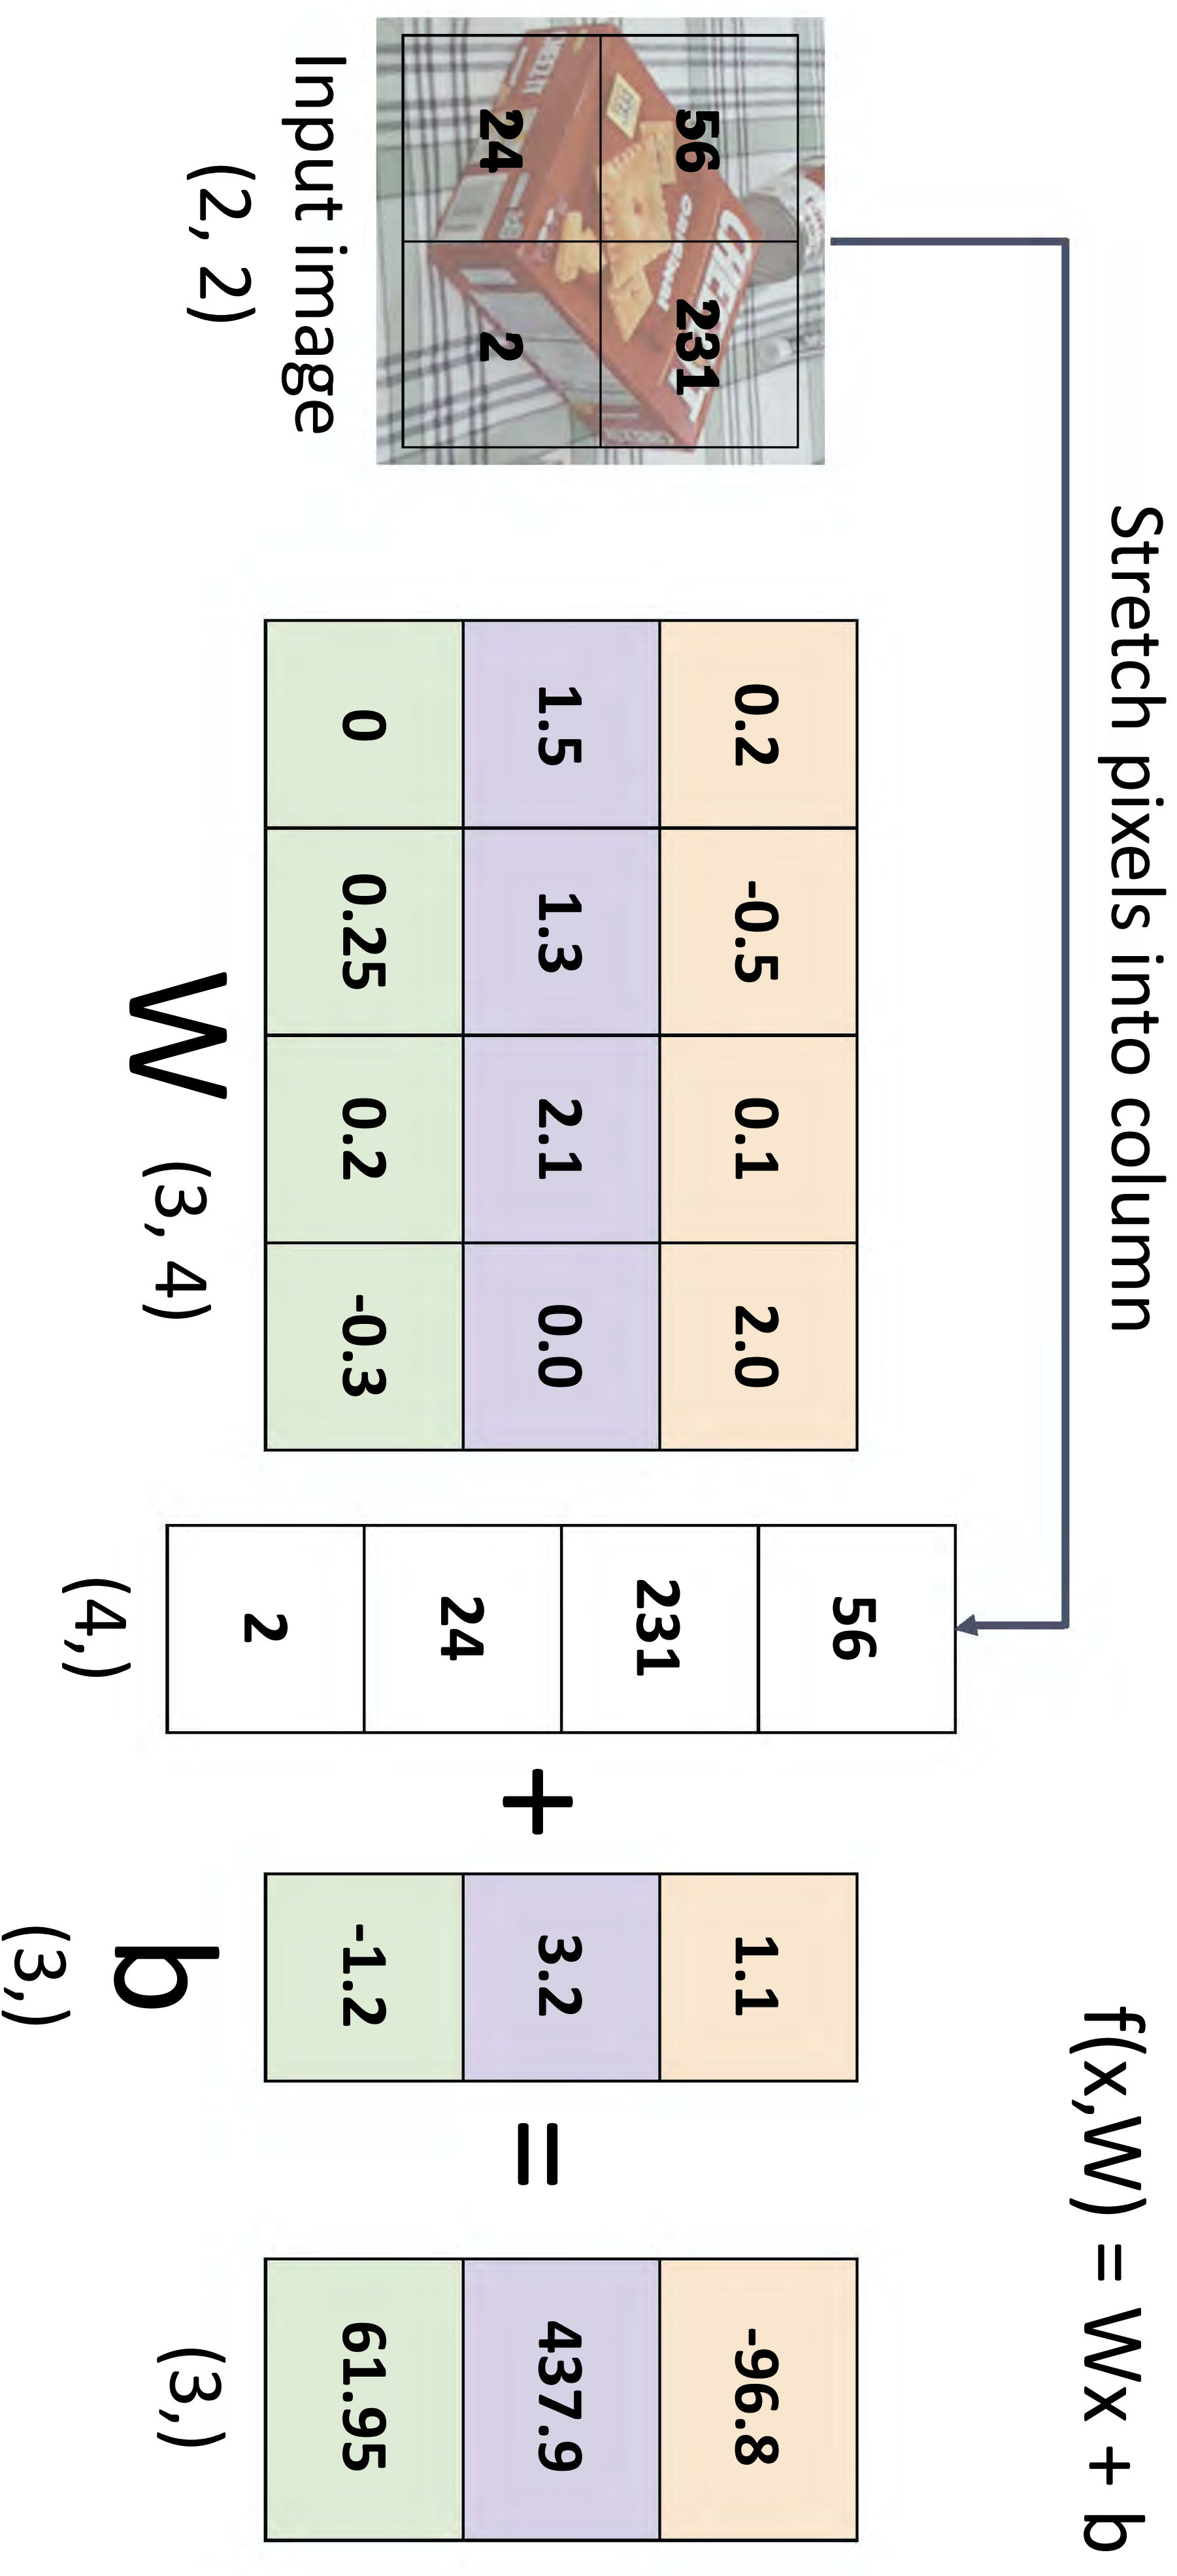 Stretch pixels into column
f(x,W) = Wx + b
56 231
24 2
CHEEZ-IT
ORIGINAL
Input image
(2, 2)
0.2 -0.5 0.1 2.0
1.5 1.3 2.1 0.0
0 0.25 0.2 -0.3
W (3, 4)
56
231
24
2
(4,)
+
1.1
3.2
-1.2
b
(3,)
=
-96.8
437.9
61.95
(3,)